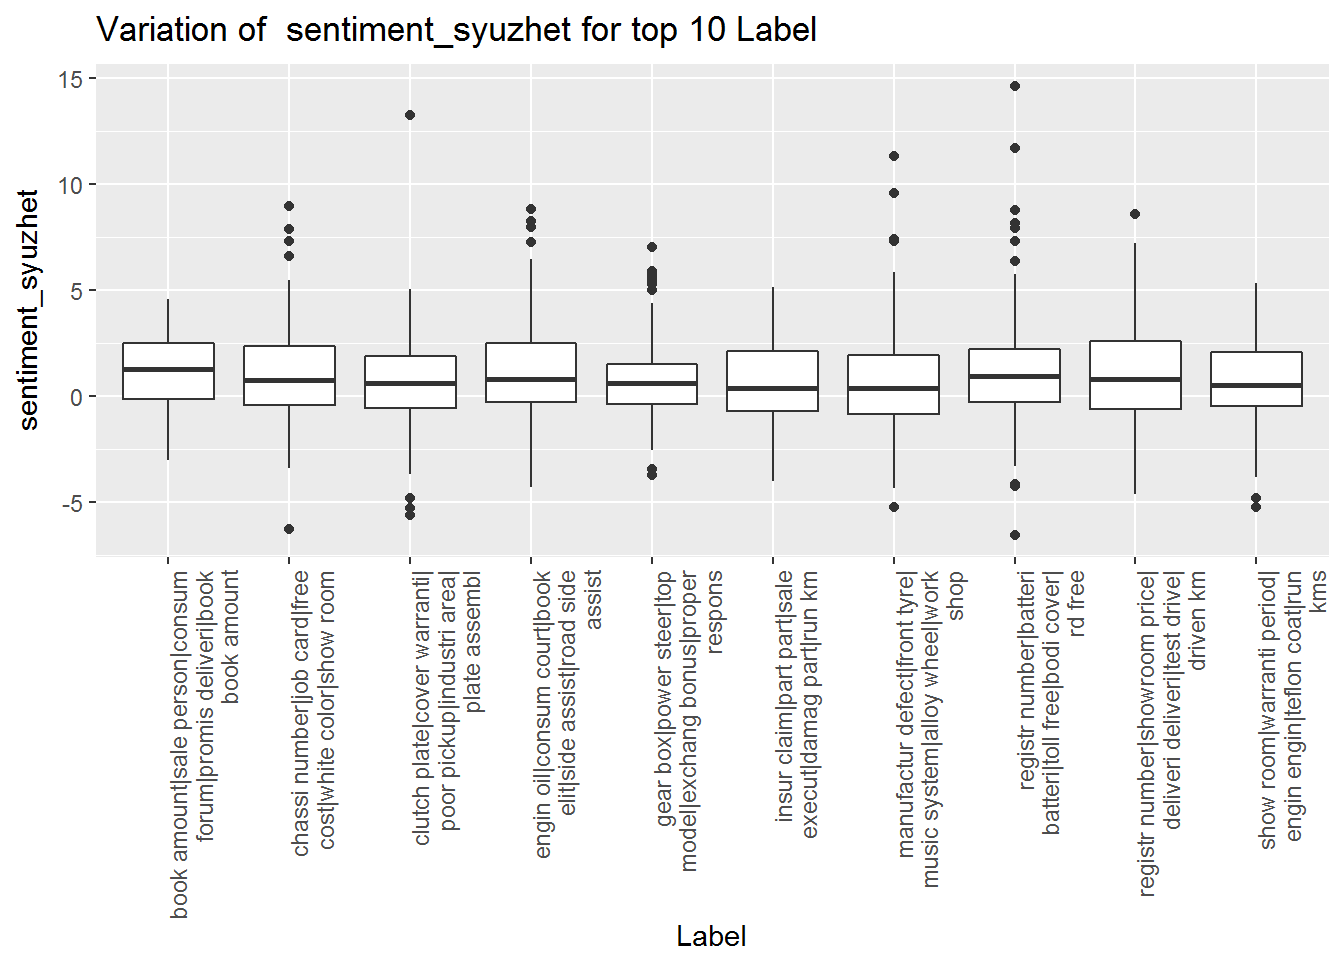 Variation of  sentiment_syuzhet for top 10 Label
sentiment_syuzhet
15
10
5
0
-5
book amount|sale person|consum
forum|promis deliveri|book
book amount
chassi number|job card|free
cost|white color|show room
clutch plate|cover warranti|
poor pickup|industri area|
plate assembl
engin oil|consum court|book
elit|side assist|road side
assist
gear box|power steer|top
model|exchang bonus|proper
respons
insur claim|part part|sale
execut|damag part|run km
manufactur defect|front tyre|
music system|alloy wheel|work
shop
registr number|batteri
batteri|toll free|bodi cover|
rd free
registr number|showroom price|
deliveri deliveri|test drive|
driven km
show room|warranti period|
engin engin|teflon coat|run
kms
Label